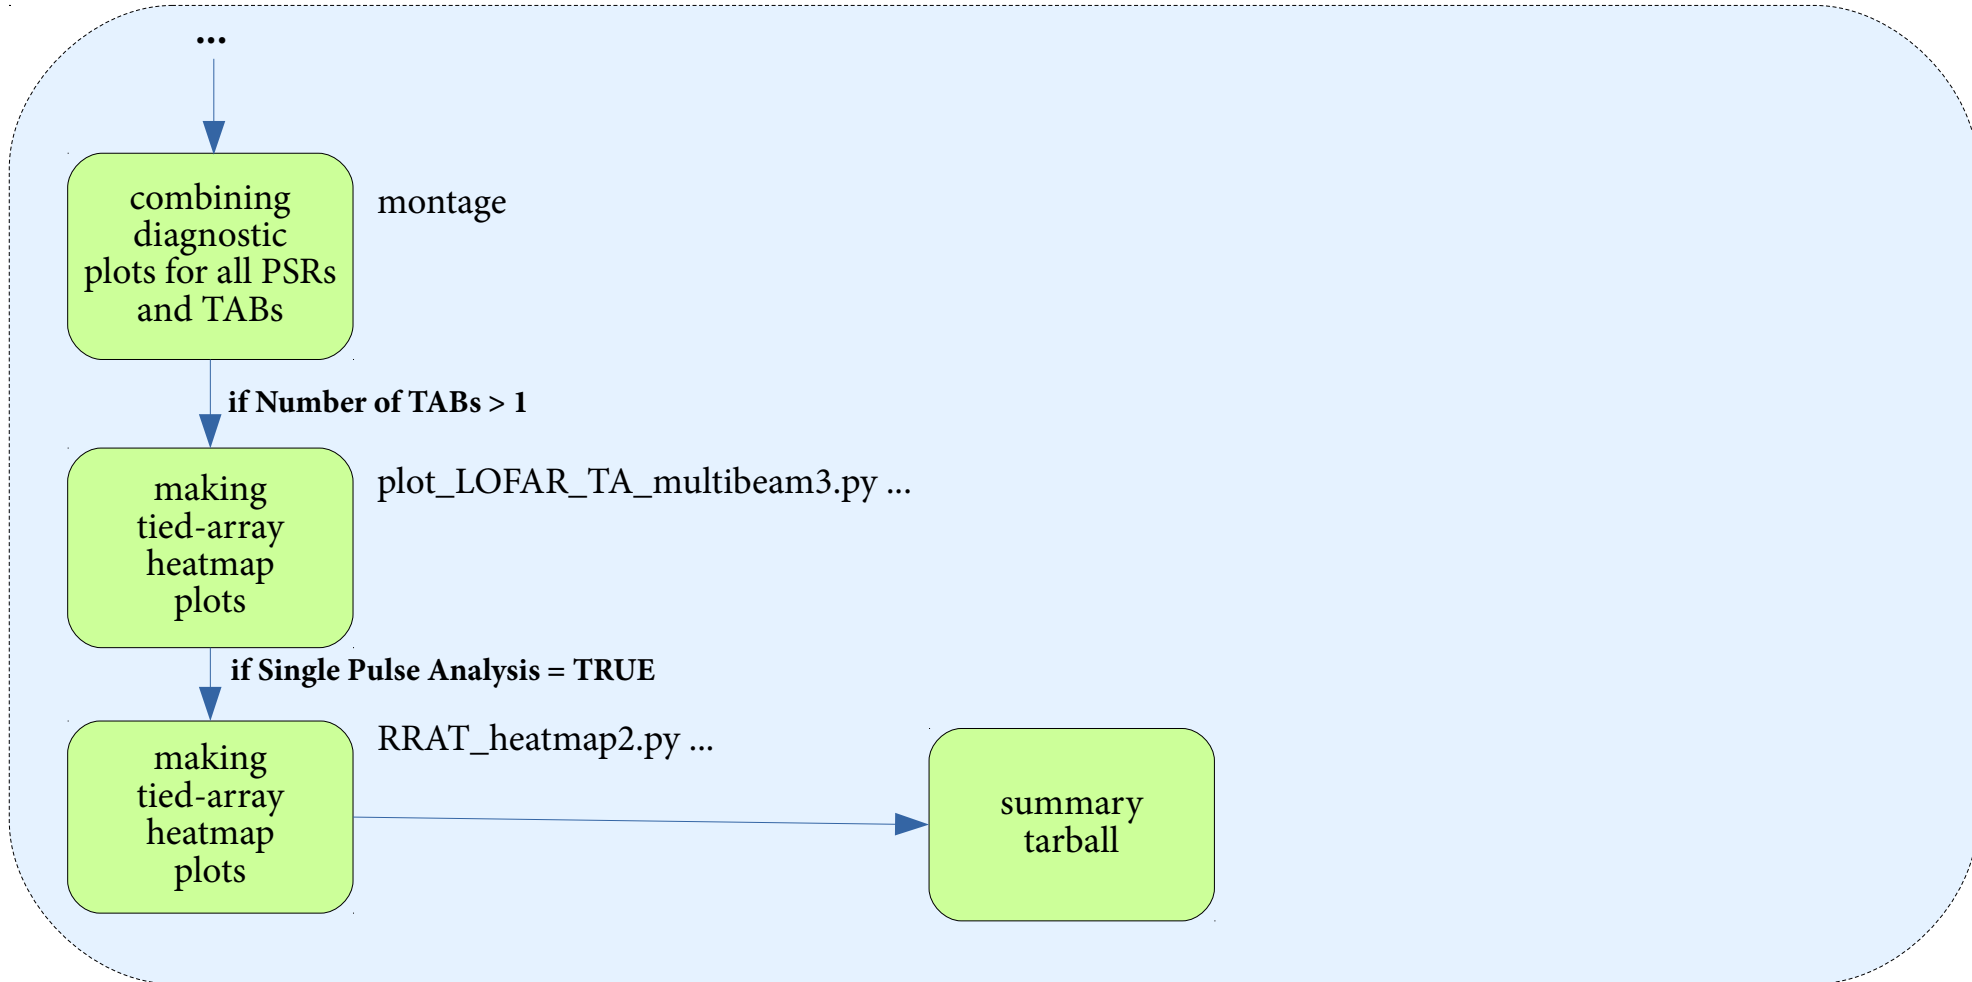 ...
combining
diagnostic
plots for all PSRs
and TABs
montage
if Number of TABs > 1
making
tied-array
heatmap
plots
plot_LOFAR_TA_multibeam3.py ...
if Single Pulse Analysis = TRUE
making
tied-array
heatmap
plots
RRAT_heatmap2.py ...
summary
tarball